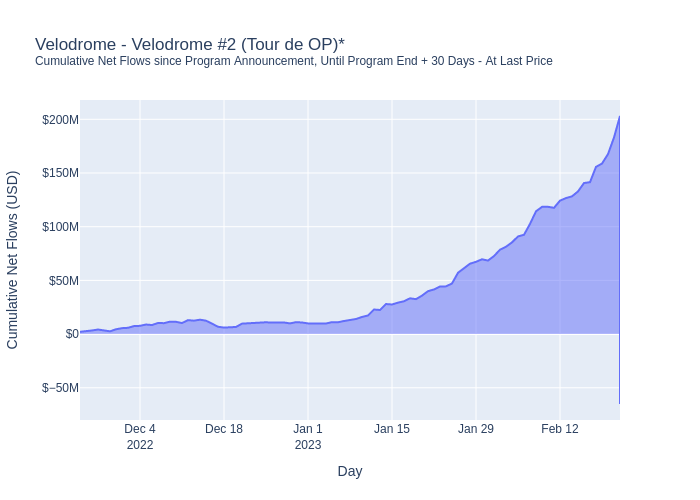 Velodrome - Velodrome #2 (Tour de OP)*
Cumulative Net Flows since Program Announcement, Until Program End + 30 Days - At Last Price
Cumulative Net Flows (USD)
$200M
$150M
$100M
$50M
$0
$−50M
Dec 4 Dec 18 Jan 1 Jan 15 Jan 29 Feb 12
2022 2023
Day